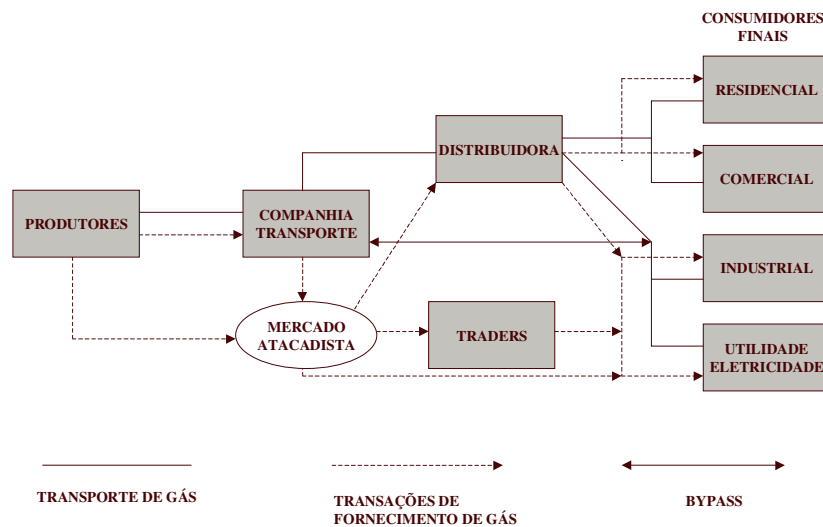 CONSUMIDORES
FINAIS
RESIDENCIAL
DISTRIBUIDORA
COMERCIAL
PRODUTORES
COMPANHIA
TRANSPORTE
INDUSTRIAL
MERCADO
ATACADISTA
TRADERS
UTILIDADE
ELETRICIDADE
TRANSPORTE DE GÁS
TRANSAÇÕES DE
FORNECIMENTO DE GÁS
BYPASS